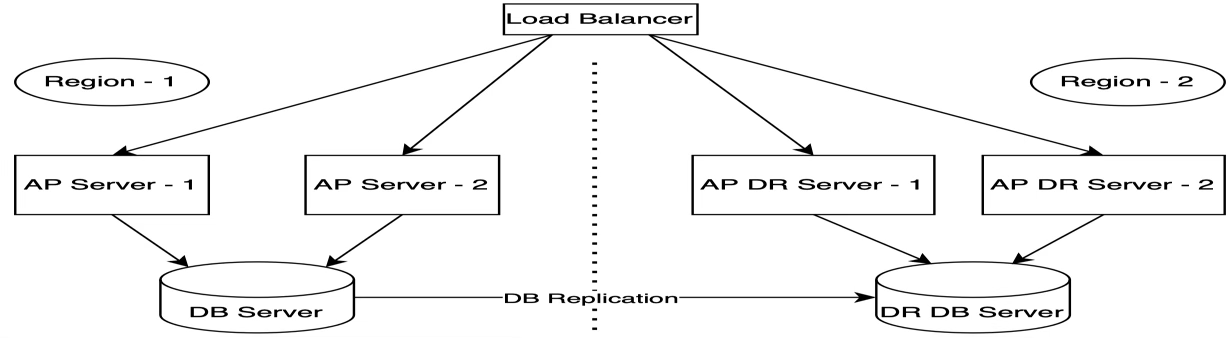 Load Balancer
Region - 1
Region - 2
AP Server - 1
AP Server - 2
AP DR Server - 1
AP DR Server - 2
DB Server
DB Replication
DR DB Server